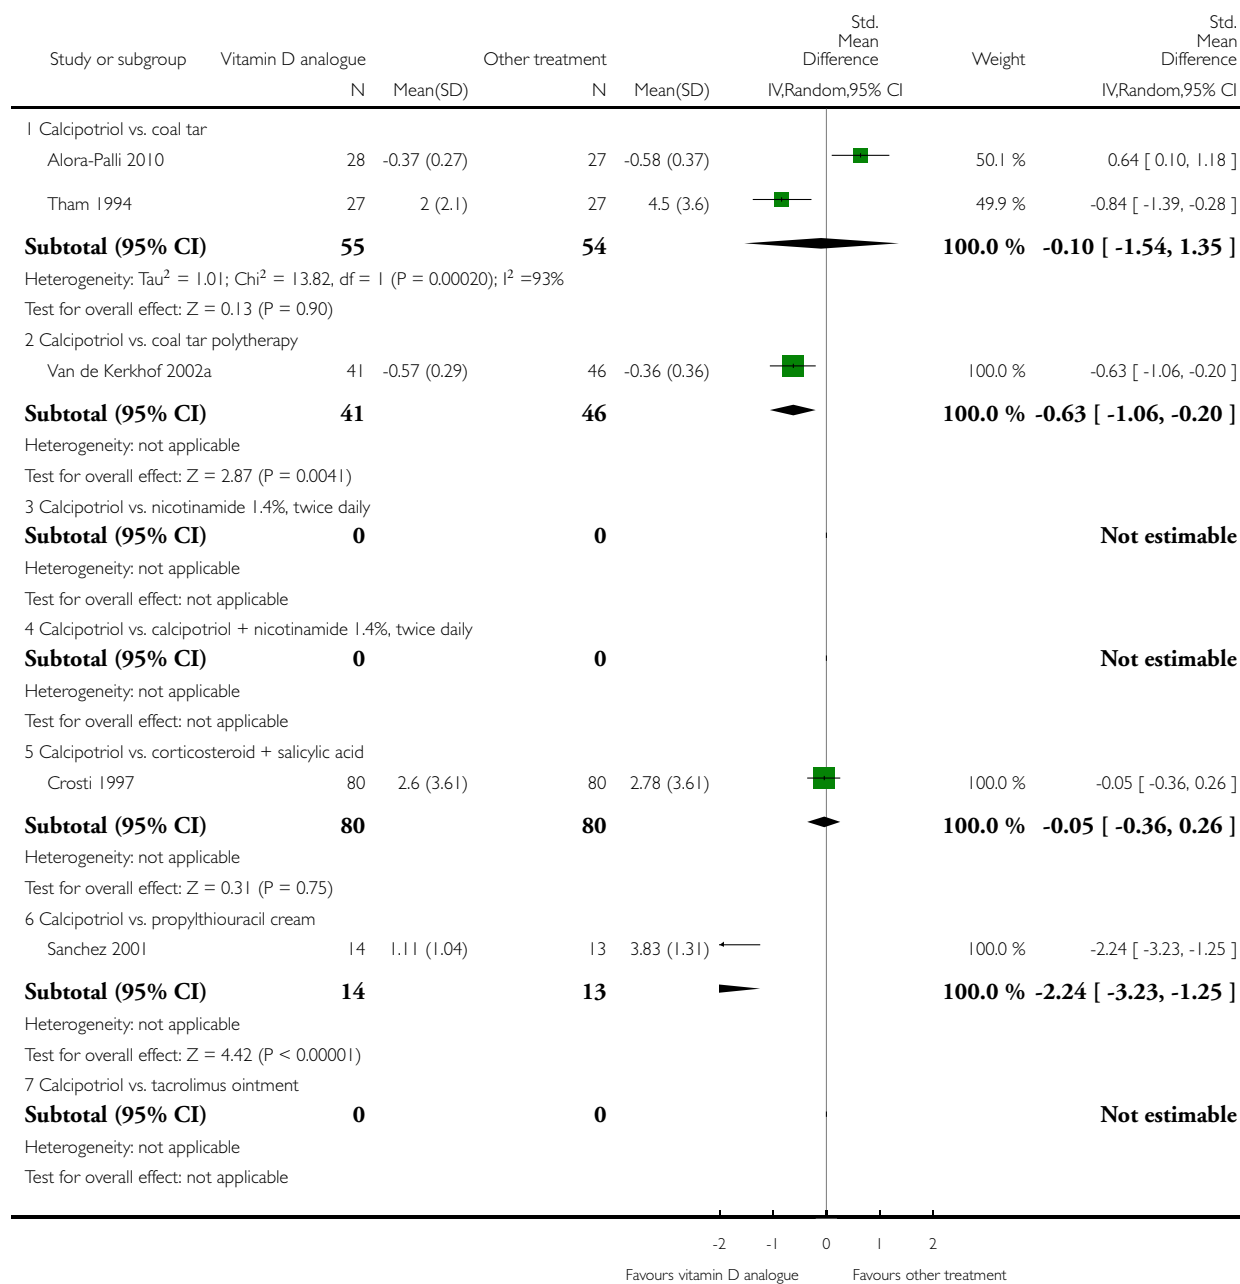 Std. Mean Difference
Std. Mean Difference
Study or subgroup Vitamin D analogue Other treatment Weight
N Mean(SD) N Mean(SD) IV,Random,95% CI IV,Random,95% CI
1 Calcipotriol vs. coal tar
Alora-Palli 2010 28 -0.37 (0.27) 27 -0.58 (0.37) 50.1 % 0.64 [ 0.10, 1.18 ]
Tham 1994 27 2 (2.1) 27 4.5 (3.6) 49.9 % -0.84 [ -1.39, -0.28 ]
Subtotal (95% CI) 55 54 100.0 % -0.10 [ -1.54, 1.35 ]
Heterogeneity: Tau² = 1.01; Chi² = 13.82, df = 1 (P = 0.00020); I² =93%
Test for overall effect: Z = 0.13 (P = 0.90)
2 Calcipotriol vs. coal tar polytherapy
Van de Kerkhof 2002a 41 -0.57 (0.29) 46 -0.36 (0.36) 100.0 % -0.63 [ -1.06, -0.20 ]
Subtotal (95% CI) 41 46 100.0 % -0.63 [ -1.06, -0.20 ]
Heterogeneity: not applicable
Test for overall effect: Z = 2.87 (P = 0.0041)
3 Calcipotriol vs. nicotinamide 1.4%, twice daily
Subtotal (95% CI) 0 0 Not estimable
Heterogeneity: not applicable
Test for overall effect: not applicable
4 Calcipotriol vs. calcipotriol + nicotinamide 1.4%, twice daily
Subtotal (95% CI) 0 0 Not estimable
Heterogeneity: not applicable
Test for overall effect: not applicable
5 Calcipotriol vs. corticosteroid + salicylic acid
Crosti 1997 80 2.6 (3.61) 80 2.78 (3.61) 100.0 % -0.05 [ -0.36, 0.26 ]
Subtotal (95% CI) 80 80 100.0 % -0.05 [ -0.36, 0.26 ]
Heterogeneity: not applicable
Test for overall effect: Z = 0.31 (P = 0.75)
6 Calcipotriol vs. propylthiouracil cream
Sanchez 2001 14 1.11 (1.04) 13 3.83 (1.31) 100.0 % -2.24 [ -3.23, -1.25 ]
Subtotal (95% CI) 14 13 100.0 % -2.24 [ -3.23, -1.25 ]
Heterogeneity: not applicable
Test for overall effect: Z = 4.42 (P < 0.00001)
7 Calcipotriol vs. tacrolimus ointment
Subtotal (95% CI) 0 0 Not estimable
Heterogeneity: not applicable
Test for overall effect: not applicable
-2 -1 0 1 2
Favours vitamin D analogue Favours other treatment